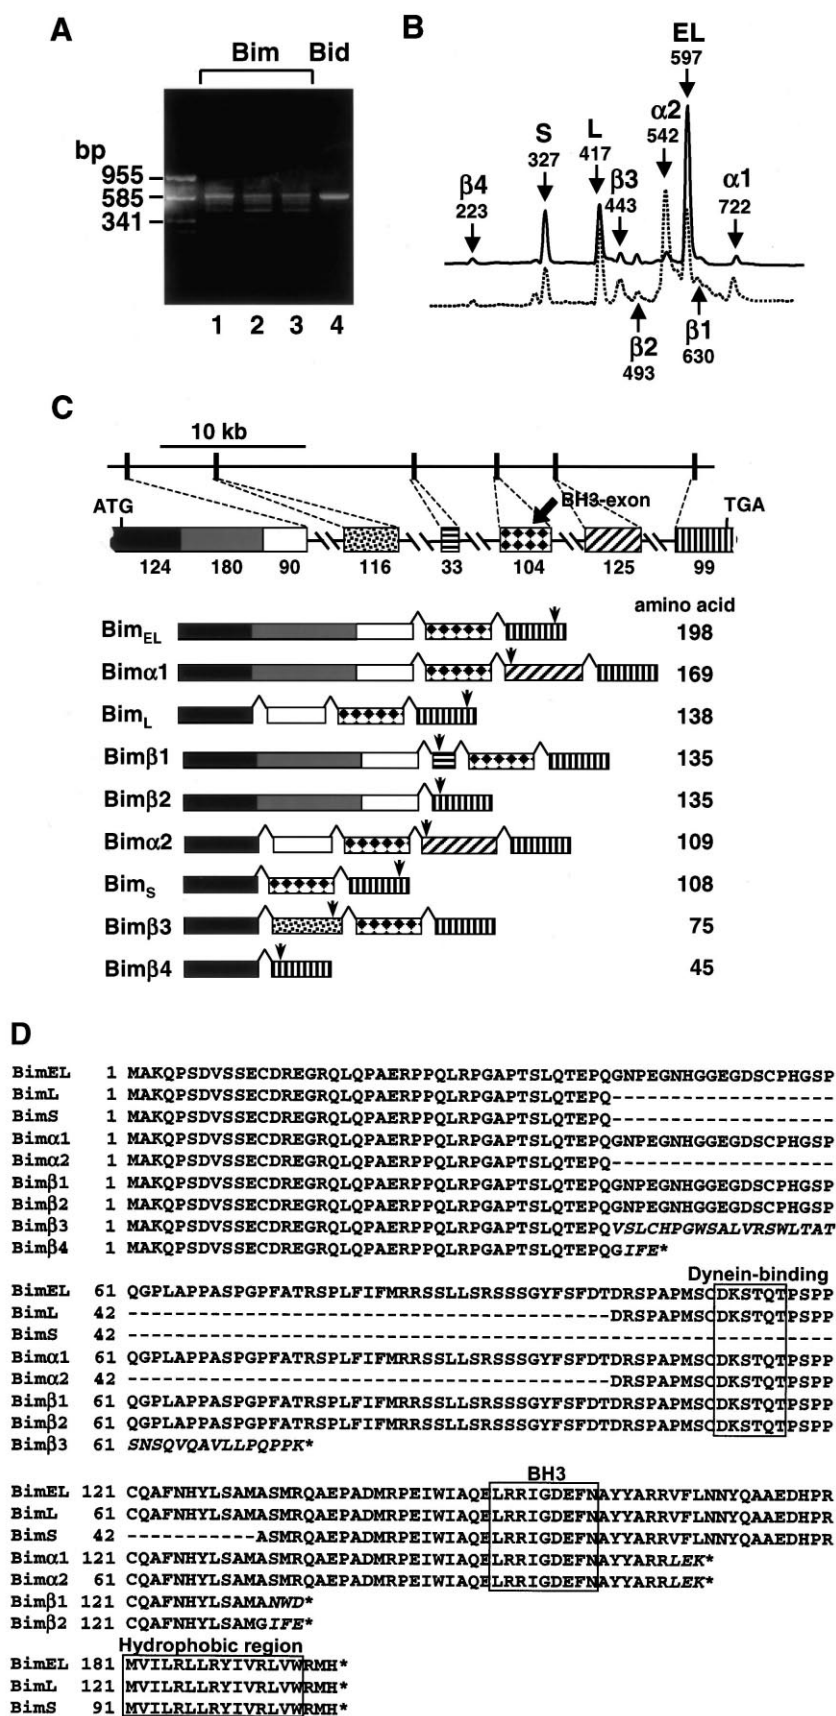 A
Bim Bid
bp
955
585
341
1 2 3 4
B
EL
597
α2
542
S
327
L
417
β3
443
β4
223
α1
722
β2
493
β1
630
C
10 kb
BH3-exon
ATG
TGA
124 180 90 116 33 104 125 99
amino acid
BimEL 198
Bimα1 169
BimL 138
Bimβ1 135
Bimβ2 135
Bimα2 109
BimS 108
Bimβ3 75
Bimβ4 45
D
BimEL 1 MAKQPSDVSSECDREGRQLQPAERPPQLRPGAPTSLQTEPQGNPEGNHGGEGDSCPHGSP
BimL 1 MAKQPSDVSSECDREGRQLQPAERPPQLRPGAPTSLQTEPQ-------------------
BimS 1 MAKQPSDVSSECDREGRQLQPAERPPQLRPGAPTSLQTEPQ-------------------
Bimα1 1 MAKQPSDVSSECDREGRQLQPAERPPQLRPGAPTSLQTEPQGNPEGNHGGEGDSCPHGSP
Bimα2 1 MAKQPSDVSSECDREGRQLQPAERPPQLRPGAPTSLQTEPQ-------------------
Bimβ1 1 MAKQPSDVSSECDREGRQLQPAERPPQLRPGAPTSLQTEPQGNPEGNHGGEGDSCPHGSP
Bimβ2 1 MAKQPSDVSSECDREGRQLQPAERPPQLRPGAPTSLQTEPQGNPEGNHGGEGDSCPHGSP
Bimβ3 1 MAKQPSDVSSECDREGRQLQPAERPPQLRPGAPTSLQTEPQVSLCHPGWSALVRSWLTAT
Bimβ4 1 MAKQPSDVSSECDREGRQLQPAERPPQLRPGAPTSLQTEPQGIFE*
Dynein-binding
BimEL 61 QGPLAPPASPGPFATRSPLFIFMRRSSLLSRSSSGYFSFDTDRSPAPMSCDKSTQTPSPP
BimL 42 -----------------------------------------DRSPAPMSCDKSTQTPSPP
BimS 42 ------------------------------------------------------------
Bimα1 61 QGPLAPPASPGPFATRSPLFIFMRRSSLLSRSSSGYFSFDTDRSPAPMSCDKSTQTPSPP
Bimα2 42 -----------------------------------------DRSPAPMSCDKSTQTPSPP
Bimβ1 61 QGPLAPPASPGPFATRSPLFIFMRRSSLLSRSSSGYFSFDTDRSPAPMSCDKSTQTPSPP
Bimβ2 61 QGPLAPPASPGPFATRSPLFIFMRRSSLLSRSSSGYFSFDTDRSPAPMSCDKSTQTPSPP
Bimβ3 61 SNSQVQAVLLPQPPK*
BH3
BimEL 121 CQAFNHYLSAMASMRQAEPADMRPEIWIAQELRRIGDEFNAYYARRVFLNNYQAAEDHPR
BimL 61 CQAFNHYLSAMASMRQAEPADMRPEIWIAQELRRIGDEFNAYYARRVFLNNYQAAEDHPR
BimS 42 -----------ASMRQAEPADMRPEIWIAQELRRIGDEFNAYYARRVFLNNYQAAEDHPR
Bimα1 121 CQAFNHYLSAMASMRQAEPADMRPEIWIAQELRRIGDEFNAYYARRLEK*
Bimα2 61 CQAFNHYLSAMASMRQAEPADMRPEIWIAQELRRIGDEFNAYYARRLEK*
Bimβ1 121 CQAFNHYLSAMANWD*
Bimβ2 121 CQAFNHYLSAMGIFE*
Hydrophobic region
BimEL 181 MVILRLLRYIVRLVWRMH*
BimL 121 MVILRLLRYIVRLVWRMH*
BimS 91 MVILRLLRYIVRLVWRMH*